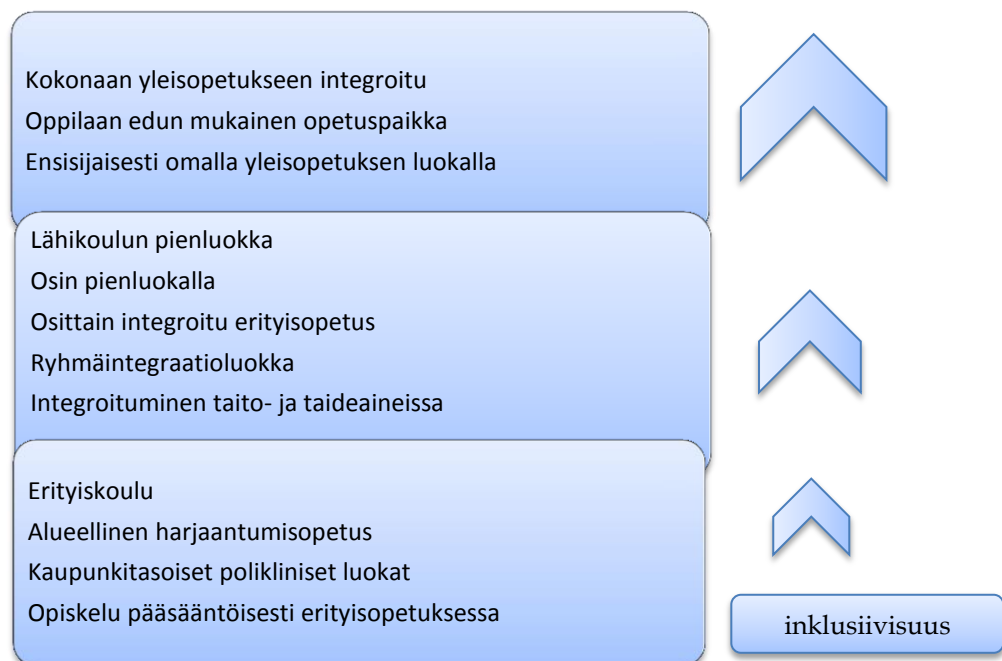 Kokonaan yleisopetukseen integroitu
Oppilaan edun mukainen opetuspaikka
Ensisijaisesti omalla yleisopetuksen luokalla
Lähikoulun pienluokka
Osin pienluokalla
Osittain integroitu erityisopetus
Ryhmäintegraatioluokka
Integroituminen taito- ja taideaineissa
Erityiskoulu
Alueellinen harjaantumisopetus
Kaupunkitasoiset polikliniset luokat
Opiskelu pääsääntöisesti erityisopetuksessa
inklusiivisuus